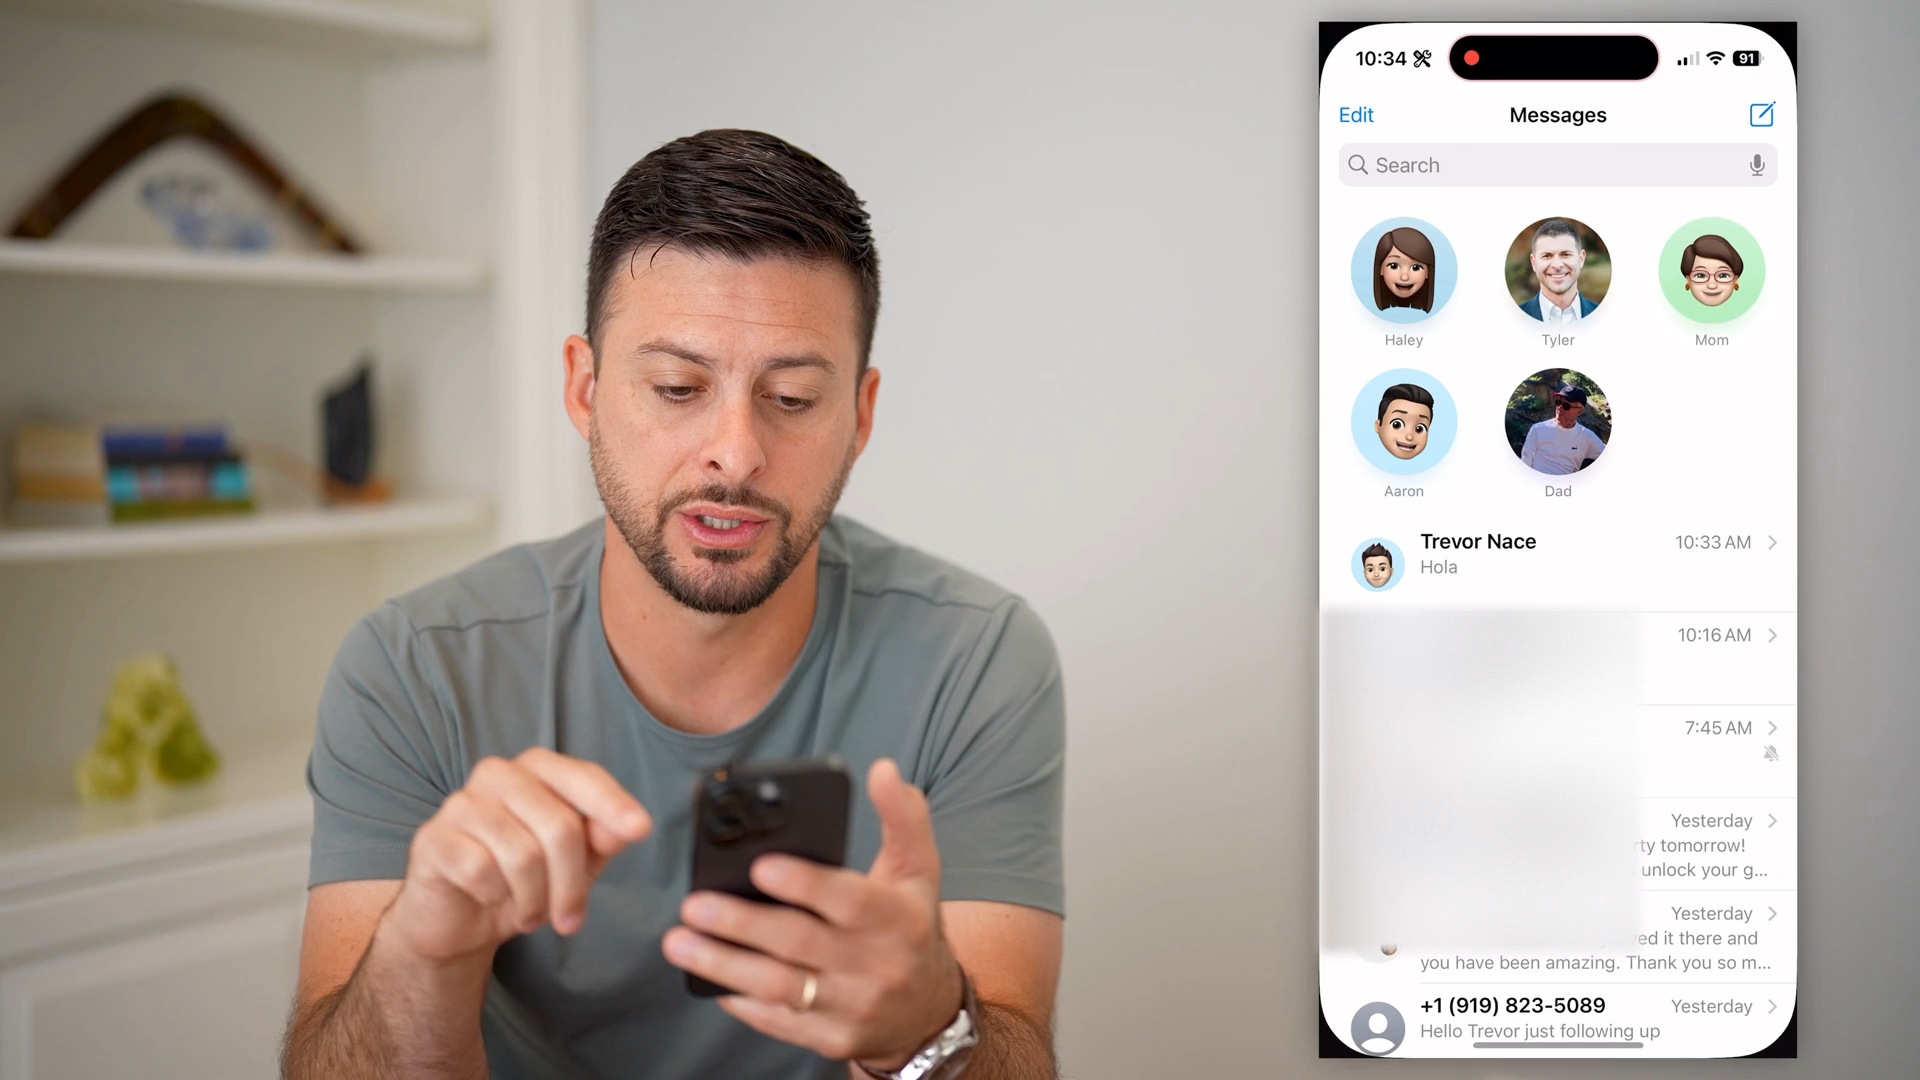 10:34
91
Edit
Messages
Search
Haley
Tyler
Mom
Aaron
Dad
Trevor Nace
10:33 AM
Hola
10:16 AM
7:45 AM
Yesterday
tomorrow!
unlock your g...
Yesterday
it there and
you have been amazing. Thank you so m...
+1 (919) 823-5089
Yesterday
Hello Trevor just following up